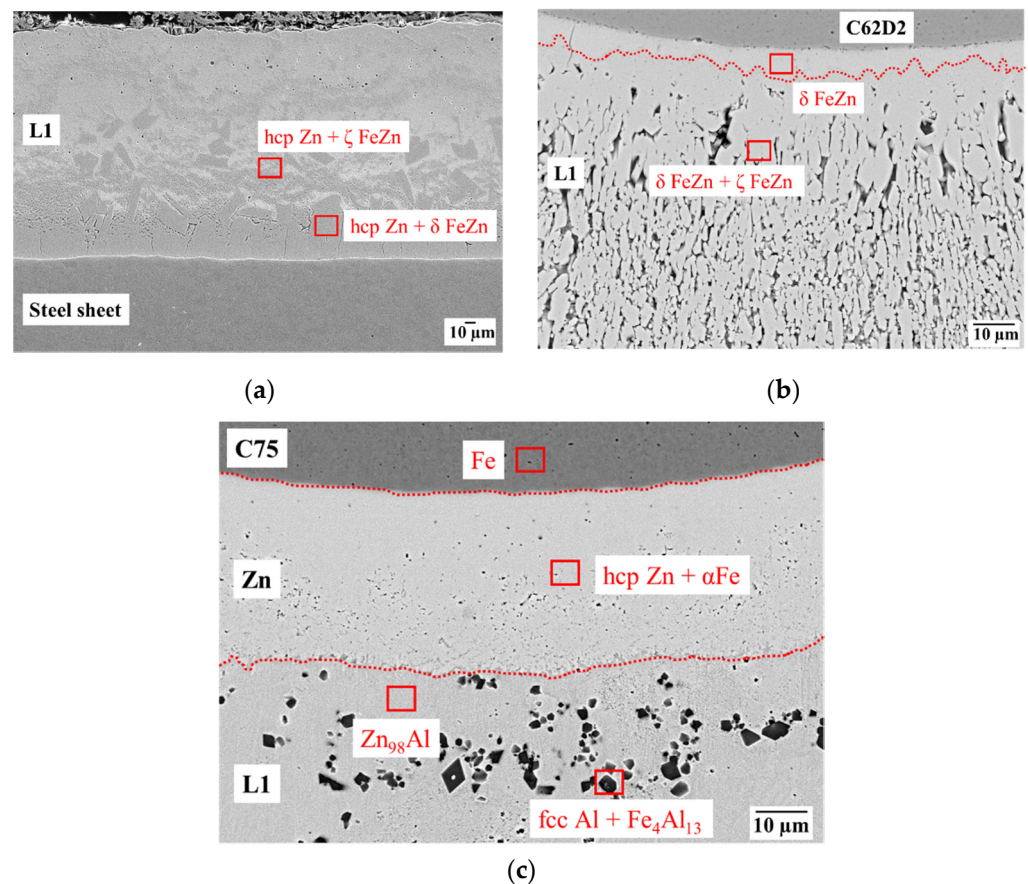 L1
hcp Zn + ζ FeZn
hcp Zn + δ FeZn
Steel sheet
10 µm
(a)
C62D2
δ FeZn
δ FeZn + ζ FeZn
L1
10 µm
(b)
C75
Fe
Zn
hcp Zn + αFe
Zn₉₈Al
L1
fcc Al + Fe₄Al₁₃
10 µm
(c)